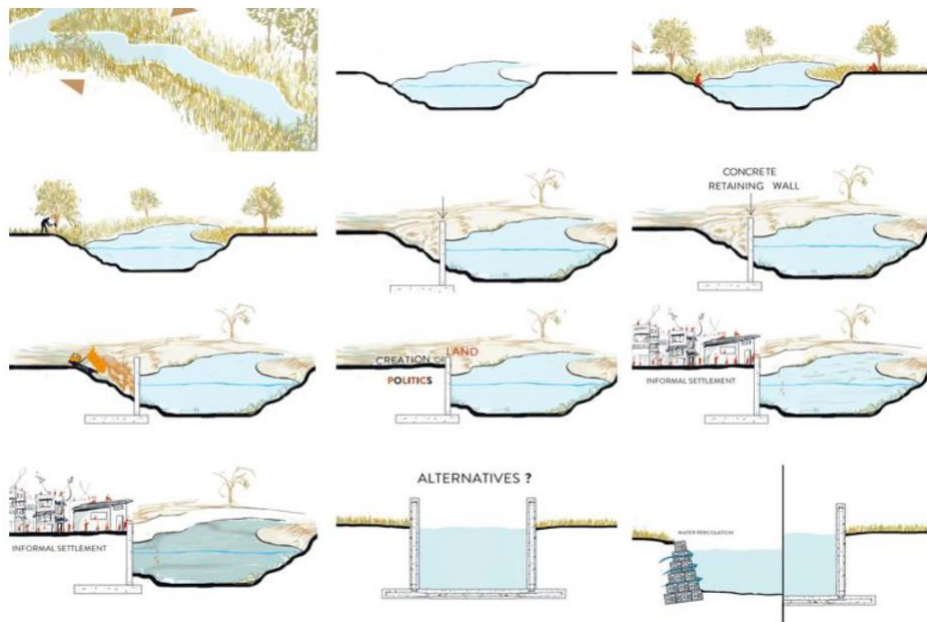 CONCRETE
RETAINING WALL
CREATION OF LAND
POLITICS
INFORMAL SETTLEMENT
INFORMAL SETTLEMENT
ALTERNATIVES ?
WATER PERCOLATION